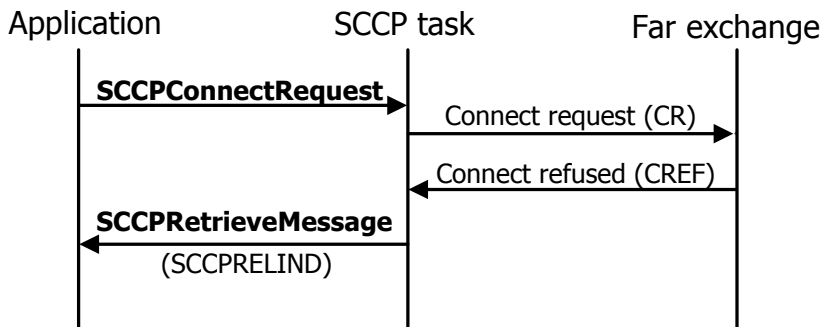 Application
SCCP task
Far exchange
SCCPConnectRequest
Connect request (CR)
Connect refused (CREF)
SCCPRetrieveMessage
(SCCPRELIND)